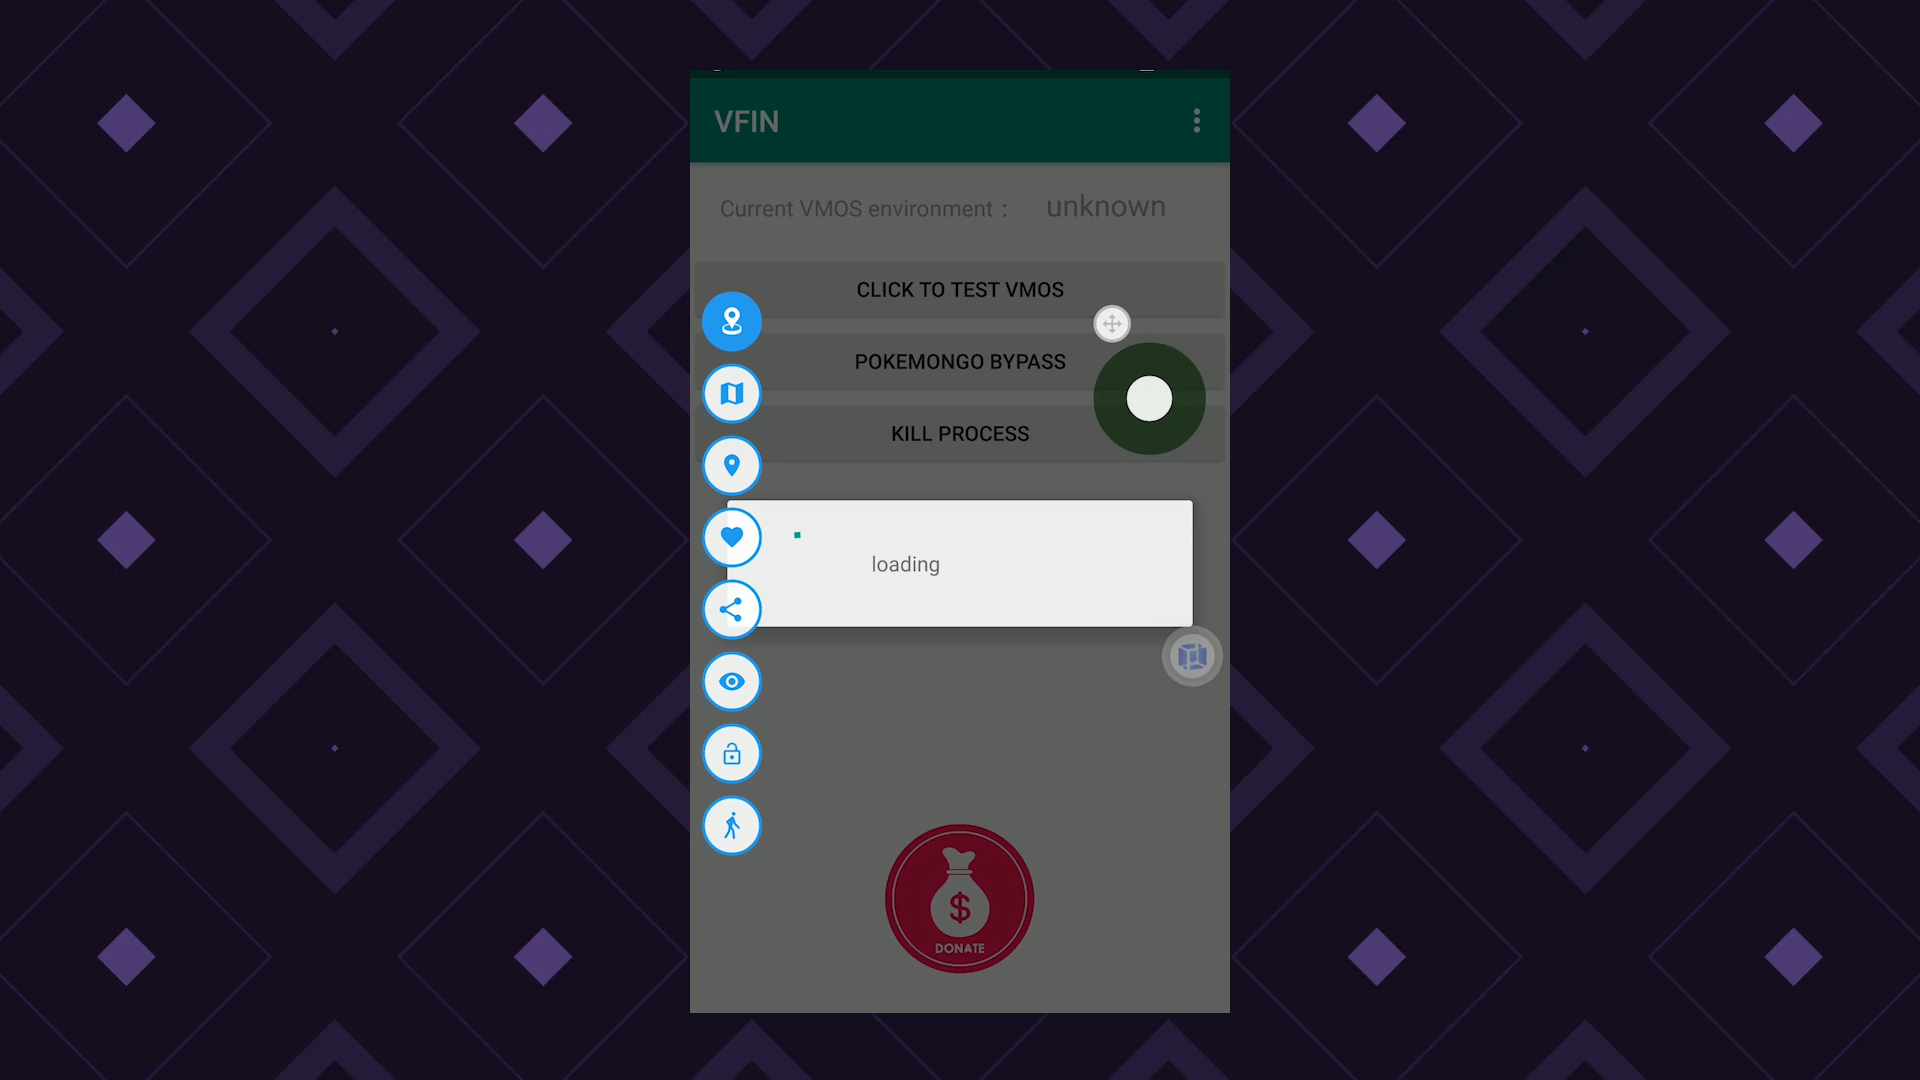 VFIN
Current VMOS environment : unknown
CLICK TO TEST VMOS
POKEMONGO BYPASS
KILL PROCESS
loading
$
DONATE